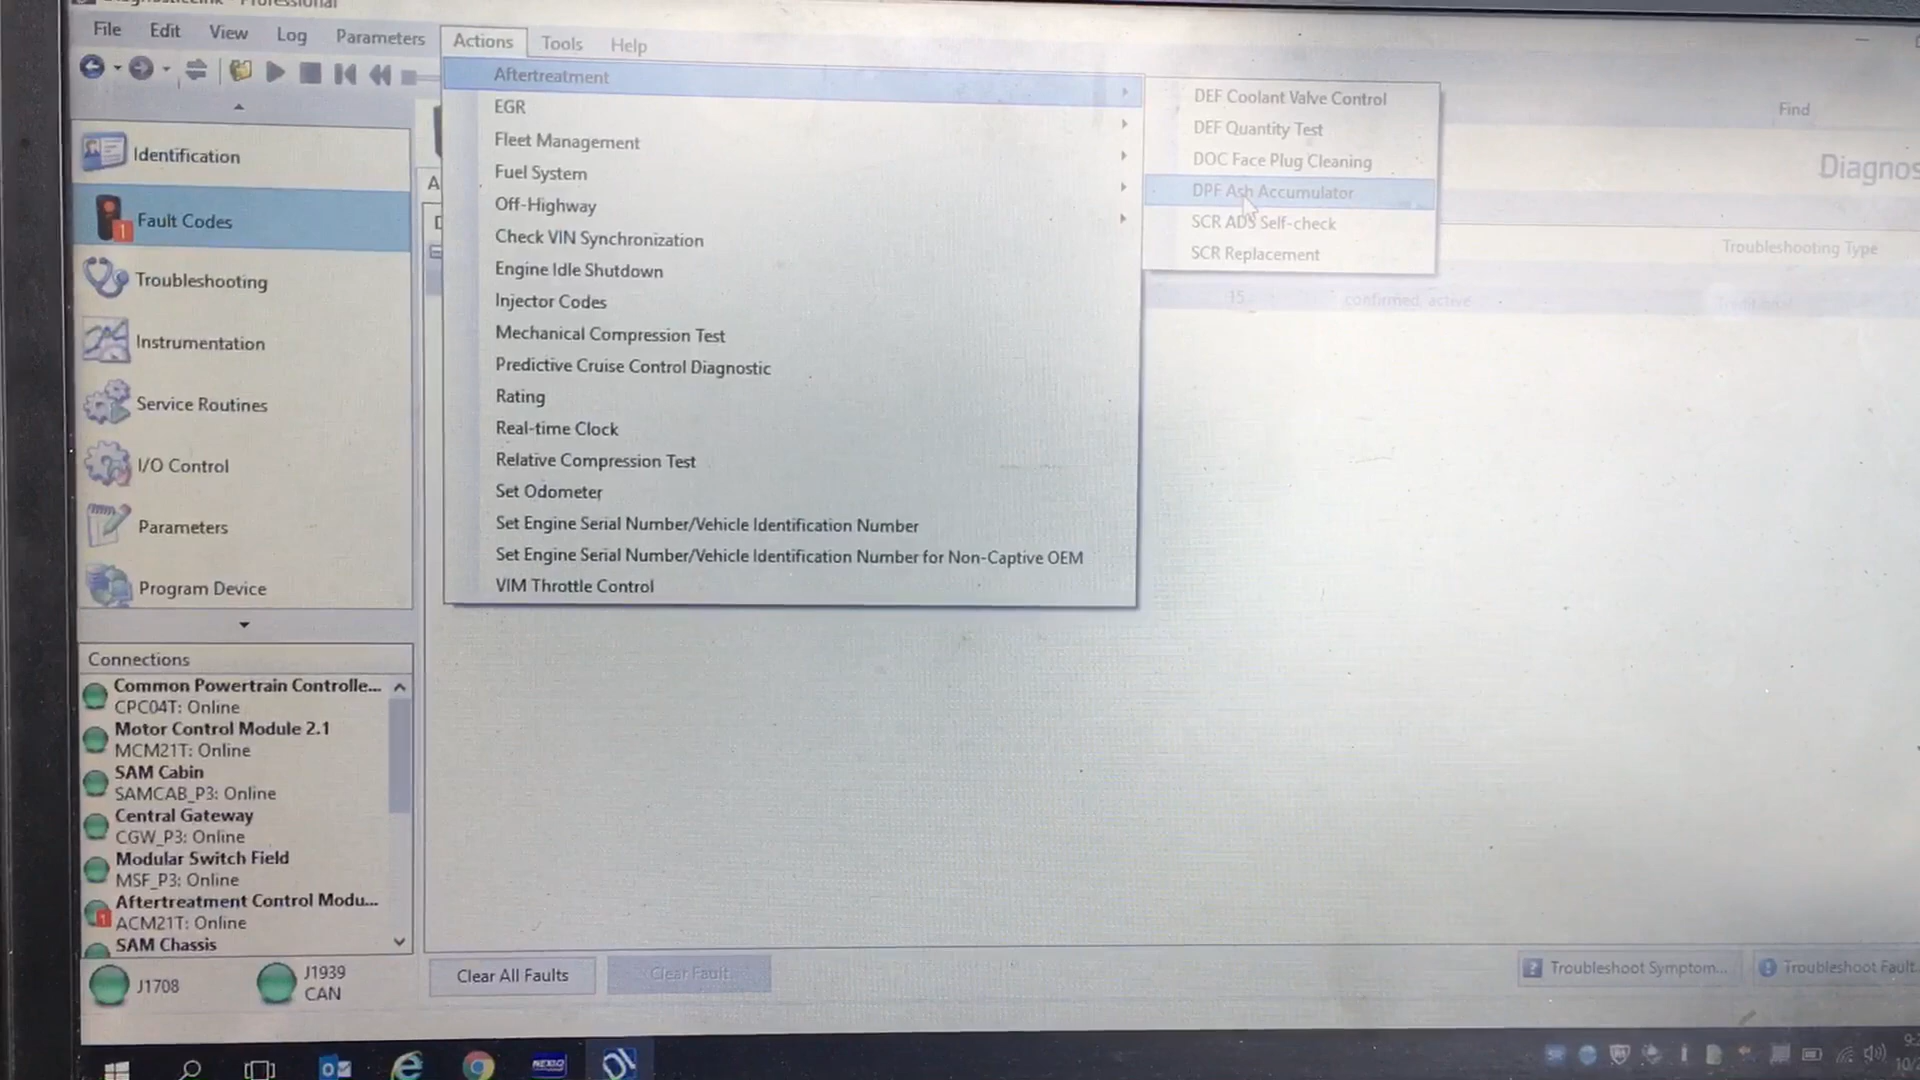 Professional
File Edit View Log Parameters Actions Tools Help
Aftertreatment
EGR
Fleet Management
Fuel System
Off-Highway
Check VIN Synchronization
Engine Idle Shutdown
Injector Codes
Mechanical Compression Test
Predictive Cruise Control Diagnostic
Rating
Real-time Clock
Relative Compression Test
Set Odometer
Set Engine Serial Number/Vehicle Identification Number
Set Engine Serial Number/Vehicle Identification Number for Non-Captive OEM
VIM Throttle Control
DEF Coolant Valve Control
DEF Quantity Test
DOC Face Plug Cleaning
DPF Ash Accumulator
SCR ADS Self-check
SCR Replacement
Find
Diagnos
Troubleshooting Type
15 confirmed, active
Identification
1
Fault Codes
Troubleshooting
Instrumentation
Service Routines
I/O Control
Parameters
Program Device
Connections
Common Powertrain Controlle...
CPC04T: Online
Motor Control Module 2.1
MCM21T: Online
SAM Cabin
SAMCAB_P3: Online
Central Gateway
CGW_P3: Online
Modular Switch Field
MSF_P3: Online
Aftertreatment Control Modu...
1
ACM21T: Online
SAM Chassis
J1708
J1939
CAN
Clear All Faults
Clear Fault
Troubleshoot Symptom...
Troubleshoot Fault...
NEXIQ